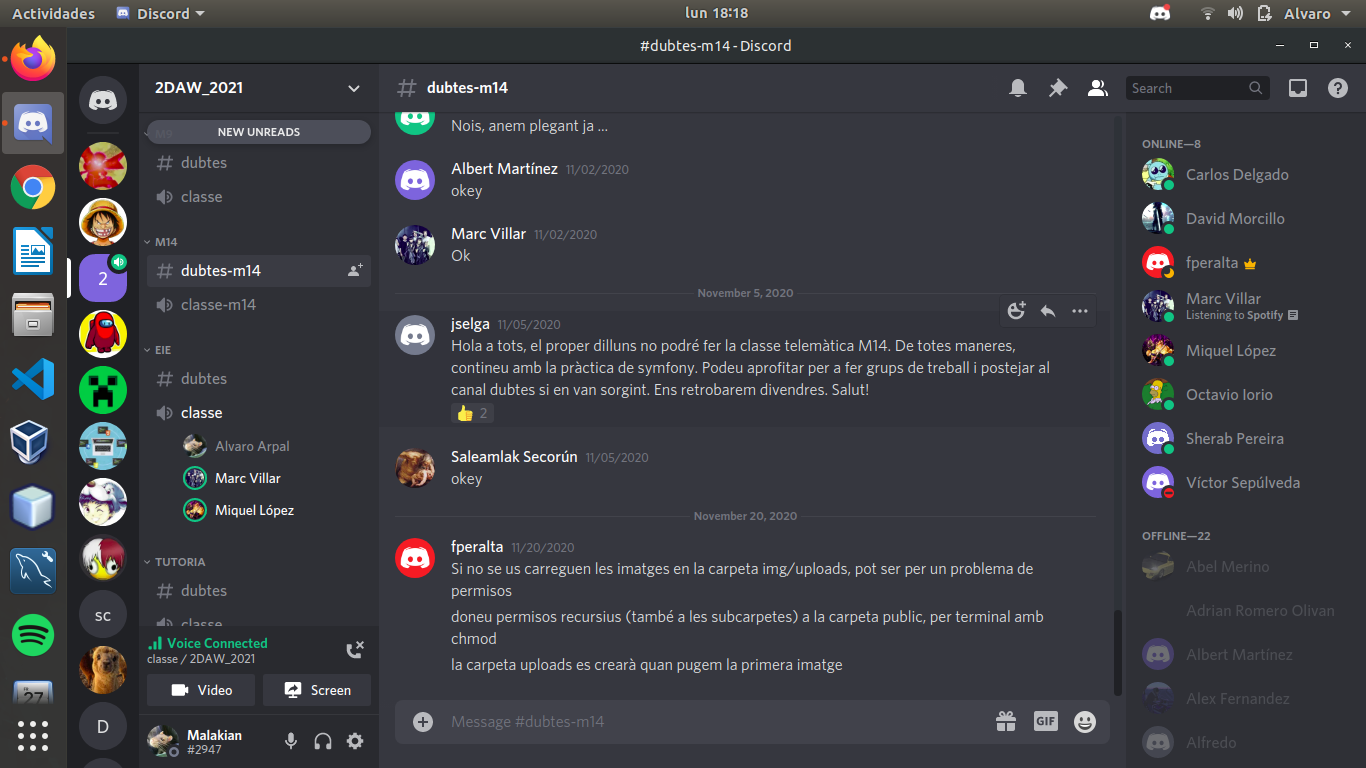 Actividades
Discord
lun 18:18
Alvaro
#dubtes-m14 - Discord
2DAW_2021
M9
NEW UNREADS
dubtes
classe
M14
dubtes-m14
classe-m14
EIE
dubtes
classe
Alvaro Arpal
Marc Villar
Miquel López
TUTORIA
dubtes
classe
Voice Connected
classe / 2DAW_2021
Video
Screen
Malakian
#2947
2
sc
D
27
dubtes-m14
Search
Nois, anem plegant ja ...
Albert Martínez 11/02/2020
okey
Marc Villar 11/02/2020
Ok
November 5, 2020
jselga 11/05/2020
Hola a tots, el proper dilluns no podré fer la classe telemàtica M14. De totes maneres,
contineu amb la pràctica de symfony. Podeu aprofitar per a fer grups de treball i postejar al
canal dubtes si en van sorgint. Ens retrobarem divendres. Salut!
2
Saleamlak Secorún 11/05/2020
okey
November 20, 2020
fperalta 11/20/2020
Si no se us carreguen les imatges en la carpeta img/uploads, pot ser per un problema de
permisos
doneu permisos recursius (també a les subcarpetes) a la carpeta public, per terminal amb
chmod
la carpeta uploads es crearà quan pugem la primera imatge
Message #dubtes-m14
GIF
ONLINE—8
Carlos Delgado
David Morcillo
fperalta
Marc Villar
Listening to Spotify
Miquel López
Octavio Iorio
Sherab Pereira
Víctor Sepúlveda
OFFLINE—22
Abel Merino
Adrian Romero Olivan
Albert Martínez
Alex Fernandez
Alfredo